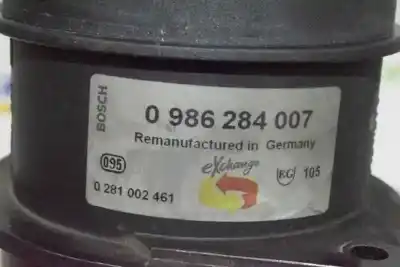 BOSCH
0 986 284 007
Remanufactured in Germany
095
eXchange
105
0 281 002 461